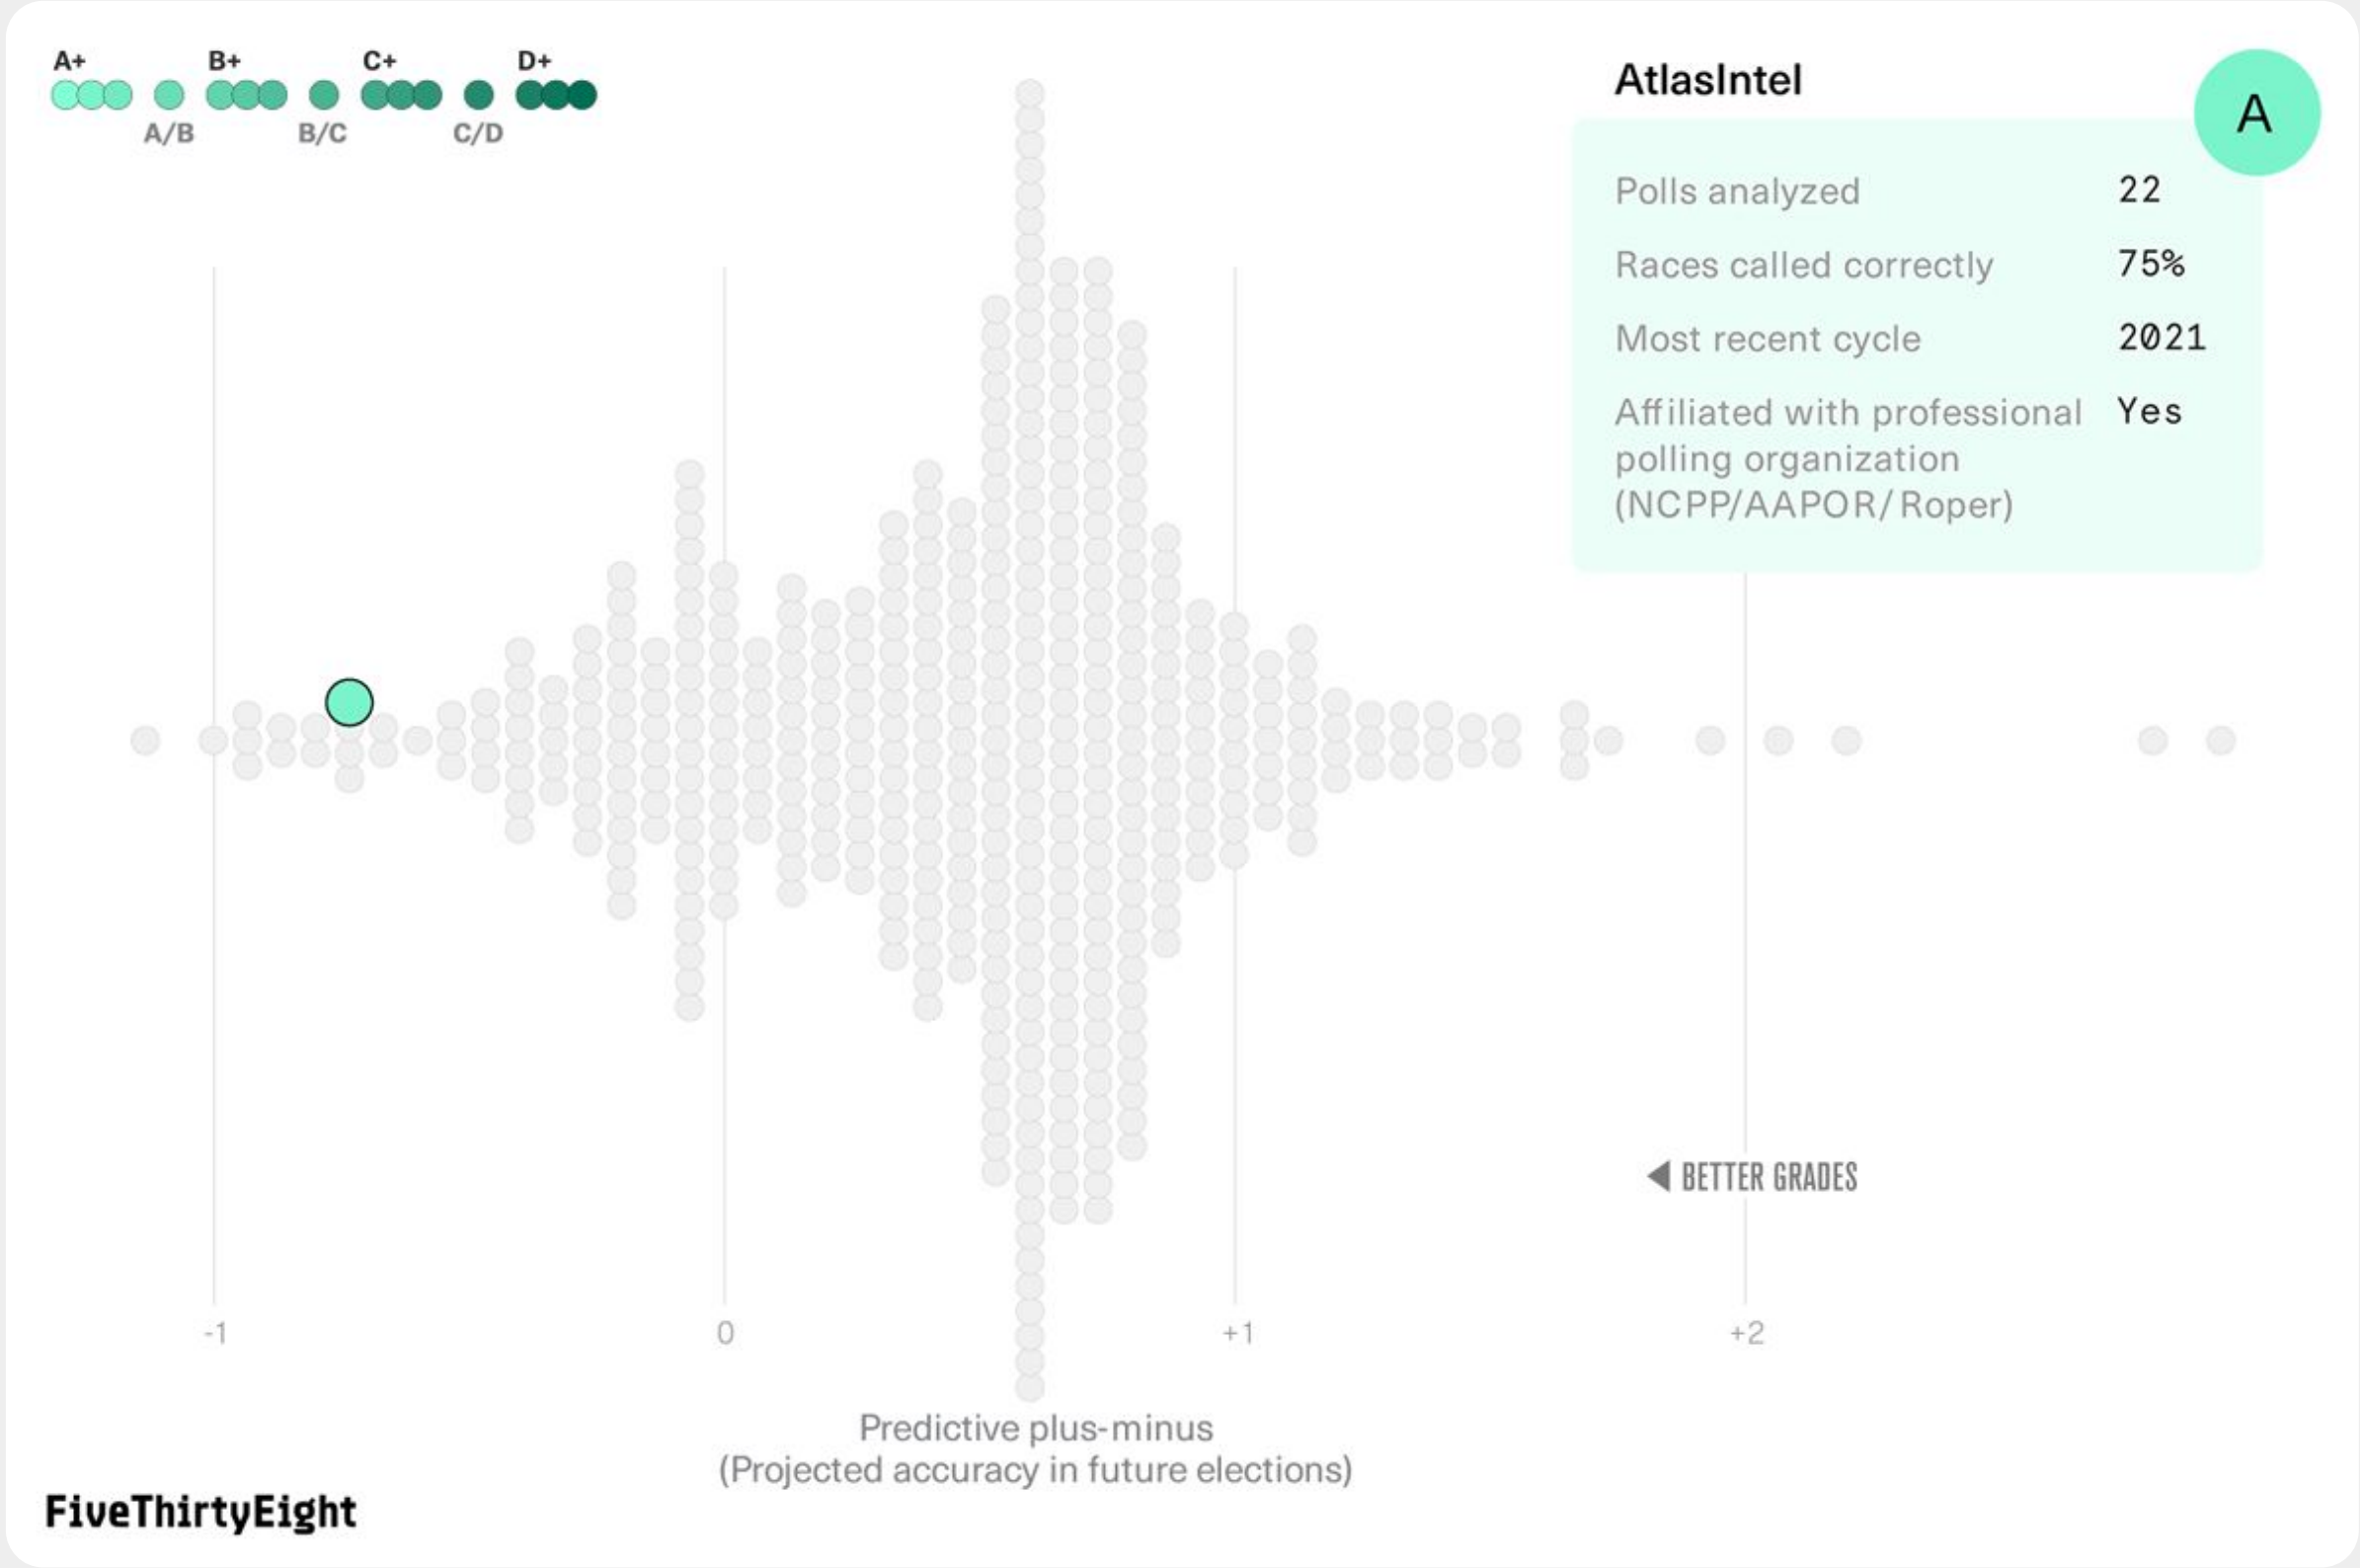 A+ B+ C+ D+
A/B B/C C/D
AtlasIntel
A
Polls analyzed 22
Races called correctly 75%
Most recent cycle 2021
Affiliated with professional Yes
polling organization
(NCPP/AAPOR/Roper)
BETTER GRADES
-1 0 +1 +2
Predictive plus-minus
(Projected accuracy in future elections)
FiveThirtyEight